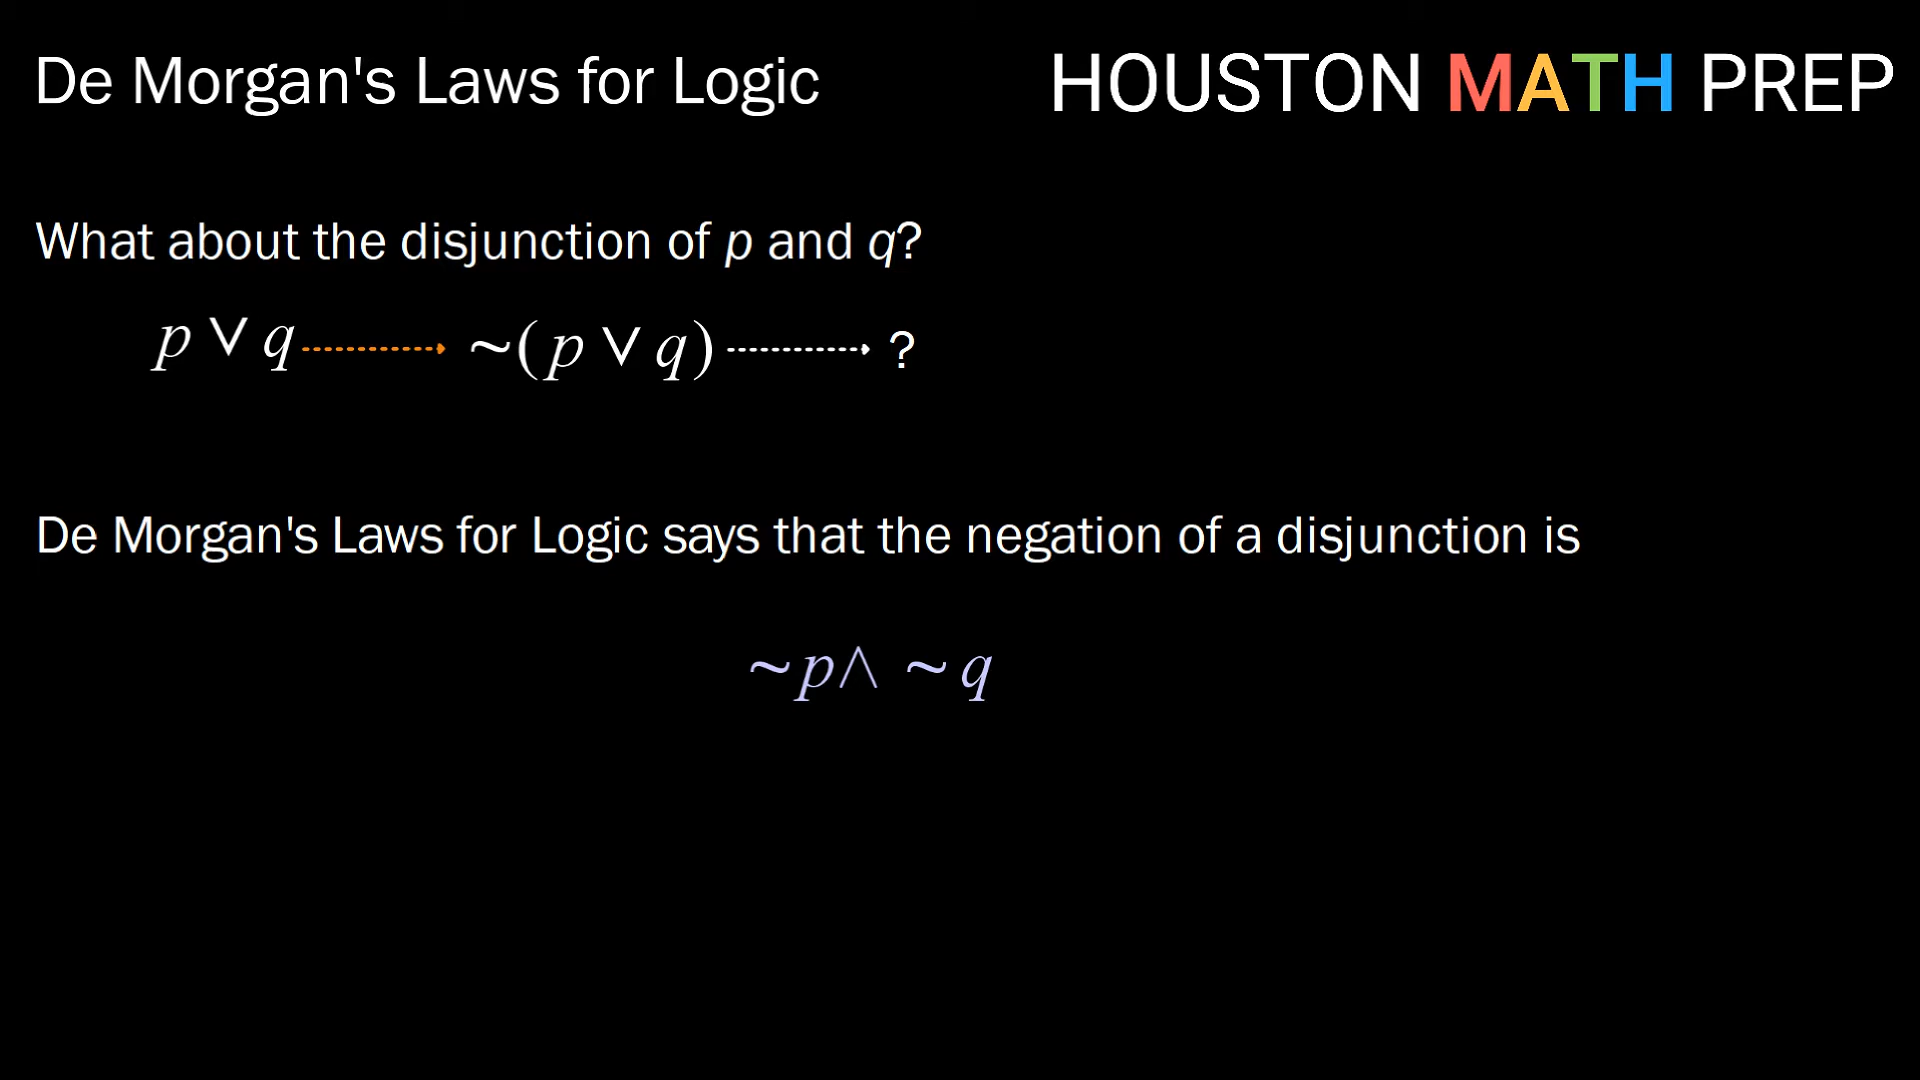 De Morgan's Laws for Logic
HOUSTON MATH PREP
What about the disjunction of p and q?
p ∨ q ~(p ∨ q) ?
De Morgan's Laws for Logic says that the negation of a disjunction is
~p∧ ~q